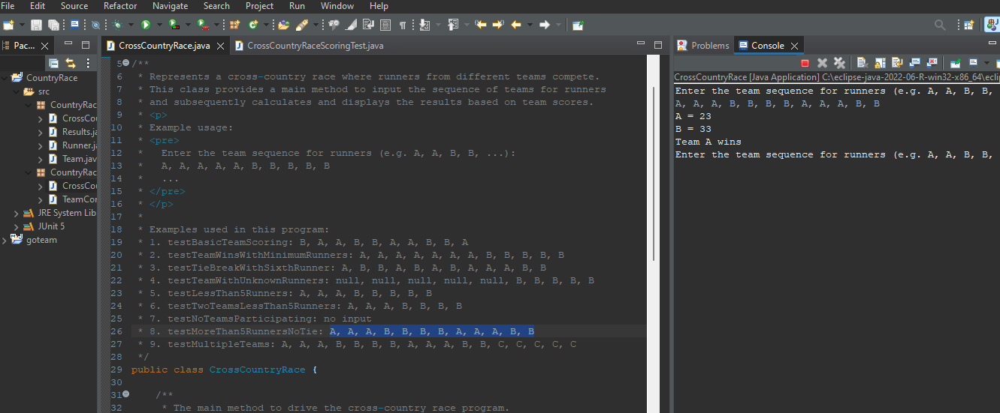 File Edit Source Refactor Navigate Search Project Run Window Help
Pac...
CrossCountryRace.java
CrossCountryRaceScoringTest.java
Problems
Console
CountryRace
src
CountryRac
CrossCou
Results.ja
Runner.ja
Team.java
CountryRac
CrossCou
TeamCor
JRE System Lib
JUnit 5
goteam
5 /**
6 * Represents a cross-country race where runners from different teams compete.
7 * This class provides a main method to input the sequence of teams for runners
8 * and subsequently calculates and displays the results based on team scores.
9 * <p>
10 * Example usage:
11 * <pre>
12 * Enter the team sequence for runners (e.g. A, A, B, B, ...):
13 * A, A, A, A, A, B, B, B, B, B
14 * ...
15 * </pre>
16 * </p>
17 *
18 * Examples used in this program:
19 * 1. testBasicTeamScoring: B, A, A, B, B, A, A, B, B, A
20 * 2. testTeamWinsWithMinimumRunners: A, A, A, A, A, A, A, B, B, B, B, B
21 * 3. testTieBreakWithSixthRunner: A, B, B, A, B, A, B, A, A, A, B, B
22 * 4. testTeamWithUnknownRunners: null, null, null, null, null, B, B, B, B, B
23 * 5. testLessThan5Runners: A, A, A, B, B, B, B, B
24 * 6. testTwoTeamsLessThan5Runners: A, A, A, B, B, B, B
25 * 7. testNoTeamsParticipating: no input
26 * 8. testMoreThan5RunnersNoTie: A, A, A, B, B, B, B, A, A, A, B, B
27 * 9. testMultipleTeams: A, A, A, B, B, B, B, A, A, A, B, B, C, C, C, C, C
28 */
29 public class CrossCountryRace {
30
31 /**
32 * The main method to drive the cross-country race program.
CrossCountryRace [Java Application] C:\eclipse-java-2022-06-R-win32-x86_64\ecli
Enter the team sequence for runners (e.g. A, A, B, B,
A, A, A, B, B, B, B, A, A, A, B, B
A = 23
B = 33
Team A wins
Enter the team sequence for runners (e.g. A, A, B, B,